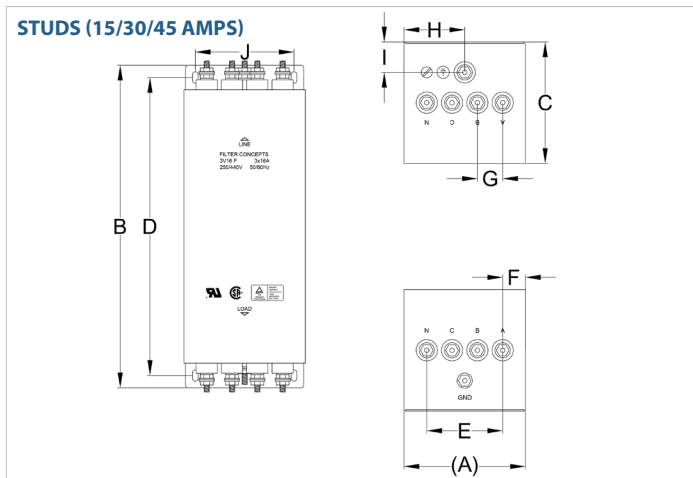 STUDS (15/30/45 AMPS)
J
B
D
LINE
FILTER CONCEPTS
3V16 F 3x16A
250/440V 50/60Hz
LOAD
H
I
C
N C B A
G
F
N C B A
GND
E
(A)